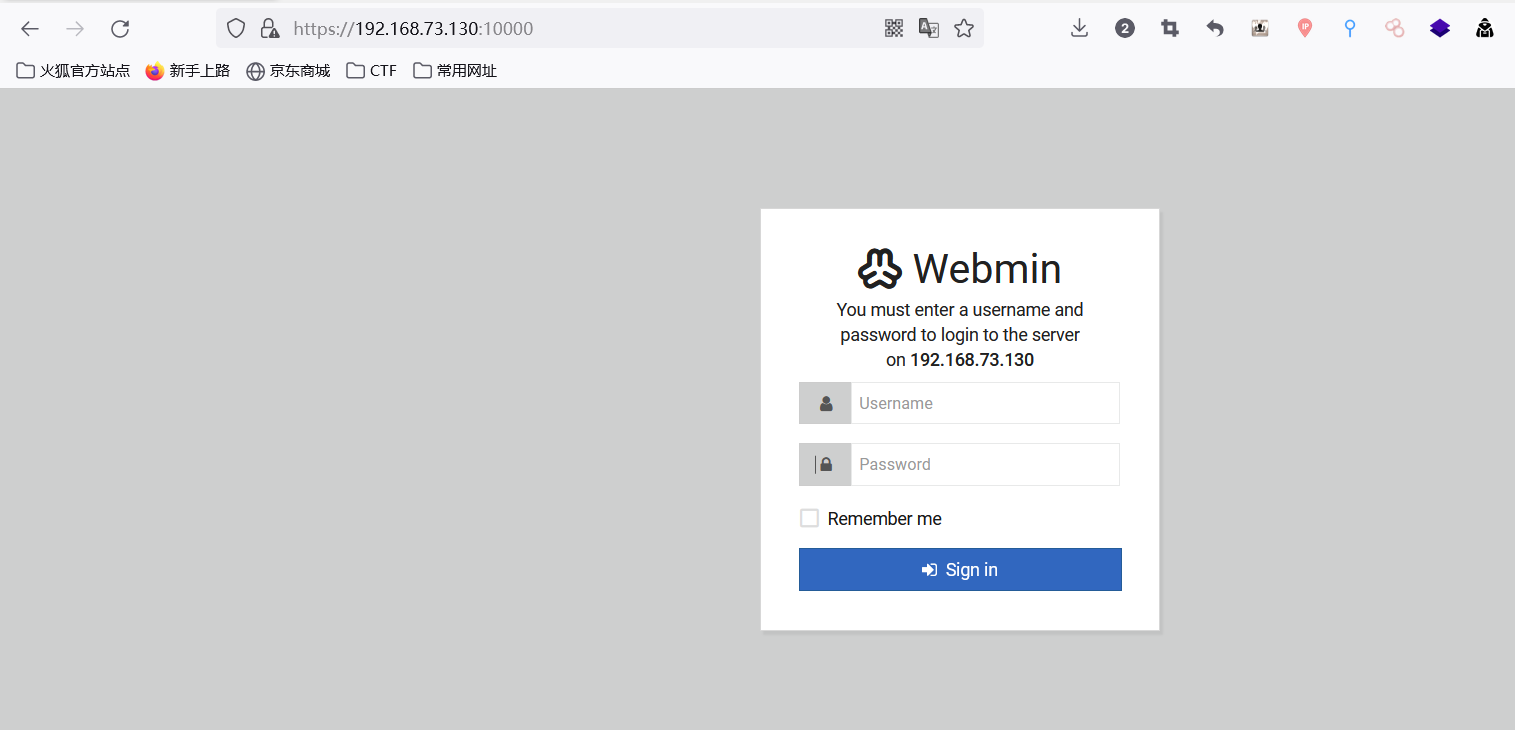 https://192.168.73.130:10000
2
IP
火狐官方站点 新手上路 京东商城 CTF 常用网址
Webmin
You must enter a username and
password to login to the server
on 192.168.73.130
Username
Password
Remember me
Sign in